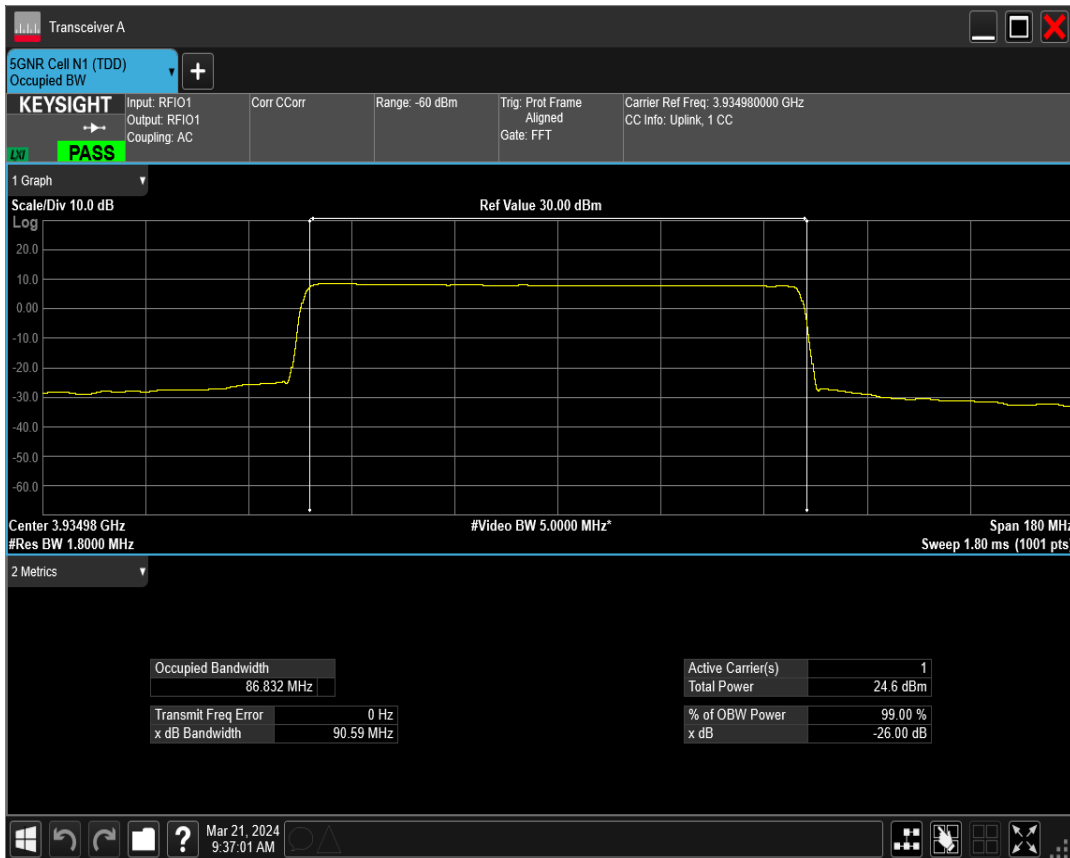 Transceiver A
5GNR Cell N1 (TDD)
Occupied BW
+
KEYSIGHT
LXI
PASS
Input: RFIO1
Output: RFIO1
Coupling: AC
Corr CCorr
Range: -60 dBm
Trig: Prot Frame
Aligned
Gate: FFT
Carrier Ref Freq: 3.934980000 GHz
CC Info: Uplink, 1 CC
1 Graph
Scale/Div 10.0 dB
Ref Value 30.00 dBm
Log
20.0
10.0
0.00
-10.0
-20.0
-30.0
-40.0
-50.0
-60.0
Center 3.93498 GHz
#Video BW 5.0000 MHz*
Span 180 MHz
#Res BW 1.8000 MHz
Sweep 1.80 ms (1001 pts)
2 Metrics
Occupied Bandwidth
86.832 MHz
Transmit Freq Error 0 Hz
x dB Bandwidth 90.59 MHz
Active Carrier(s) 1
Total Power 24.6 dBm
% of OBW Power 99.00 %
x dB -26.00 dB
?
Mar 21, 2024
9:37:01 AM